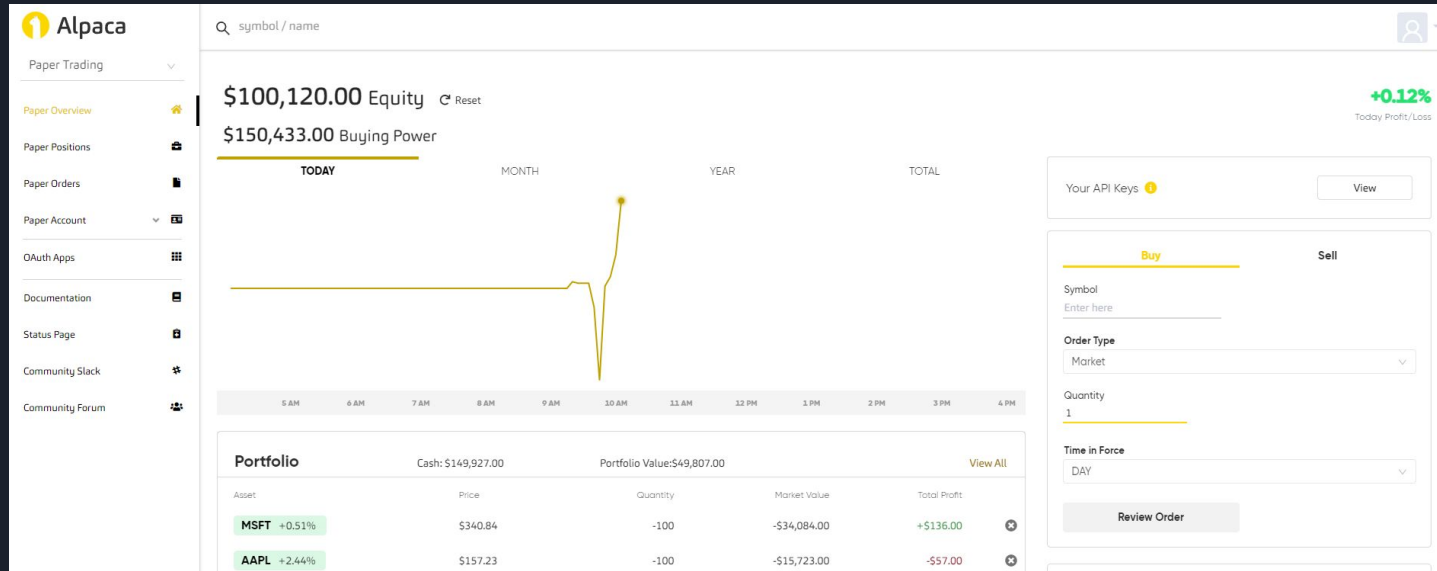 Alpaca
symbol / name
Paper Trading
Paper Overview
Paper Positions
Paper Orders
Paper Account
OAuth Apps
Documentation
Status Page
Community Slack
Community Forum
$100,120.00 Equity Reset
$150,433.00 Buying Power
+0.12%
Today Profit/Loss
TODAY MONTH YEAR TOTAL
5 AM 6 AM 7 AM 8 AM 9 AM 10 AM 11 AM 12 PM 1 PM 2 PM 3 PM 4 PM
Portfolio Cash: $149,927.00 Portfolio Value:$49,807.00 View All
Asset Price Quantity Market Value Total Profit
MSFT +0.51% $340.84 -100 -$34,084.00 +$136.00
AAPL +2.44% $157.23 -100 -$15,723.00 -$57.00
Your API Keys View
Buy Sell
Symbol
Enter here
Order Type
Market
Quantity
1
Time in Force
DAY
Review Order